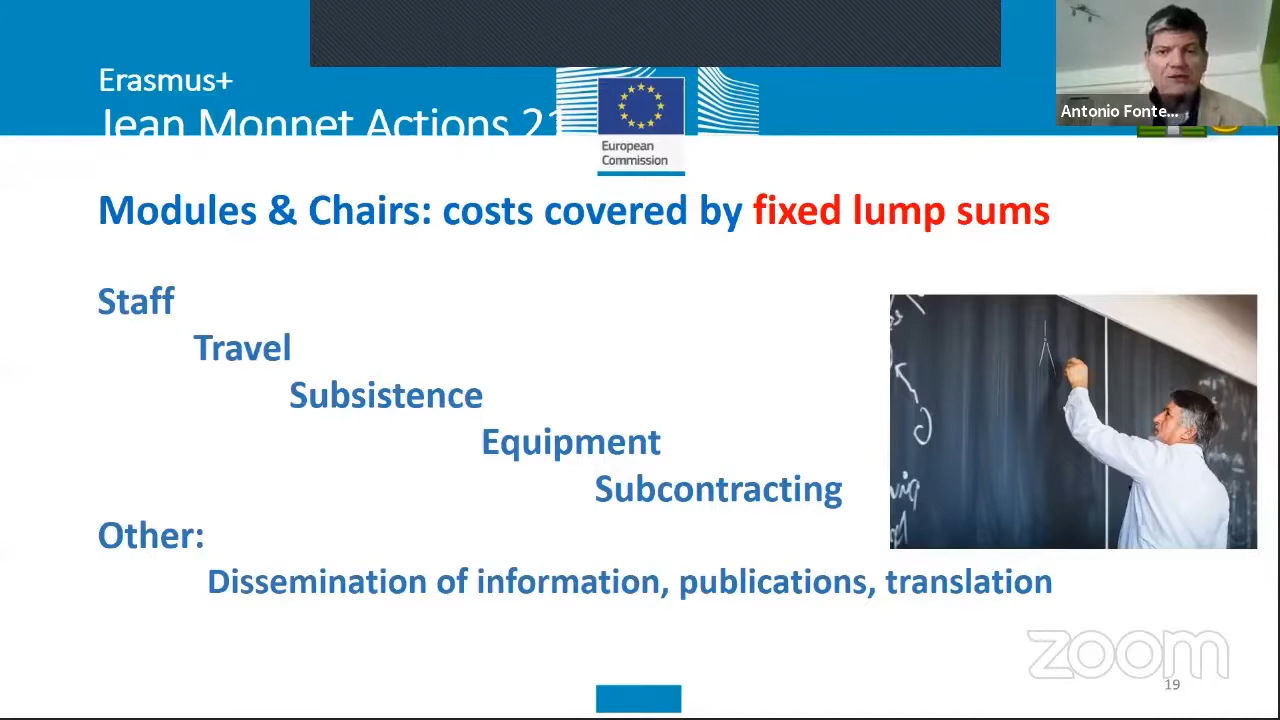 Erasmus+
Jean Monnet Actions 21
European
Commission
Antonio Fonte...
Modules & Chairs: costs covered by fixed lump sums
Staff
Travel
Subsistence
Equipment
Subcontracting
Other:
Dissemination of information, publications, translation
zoom
19